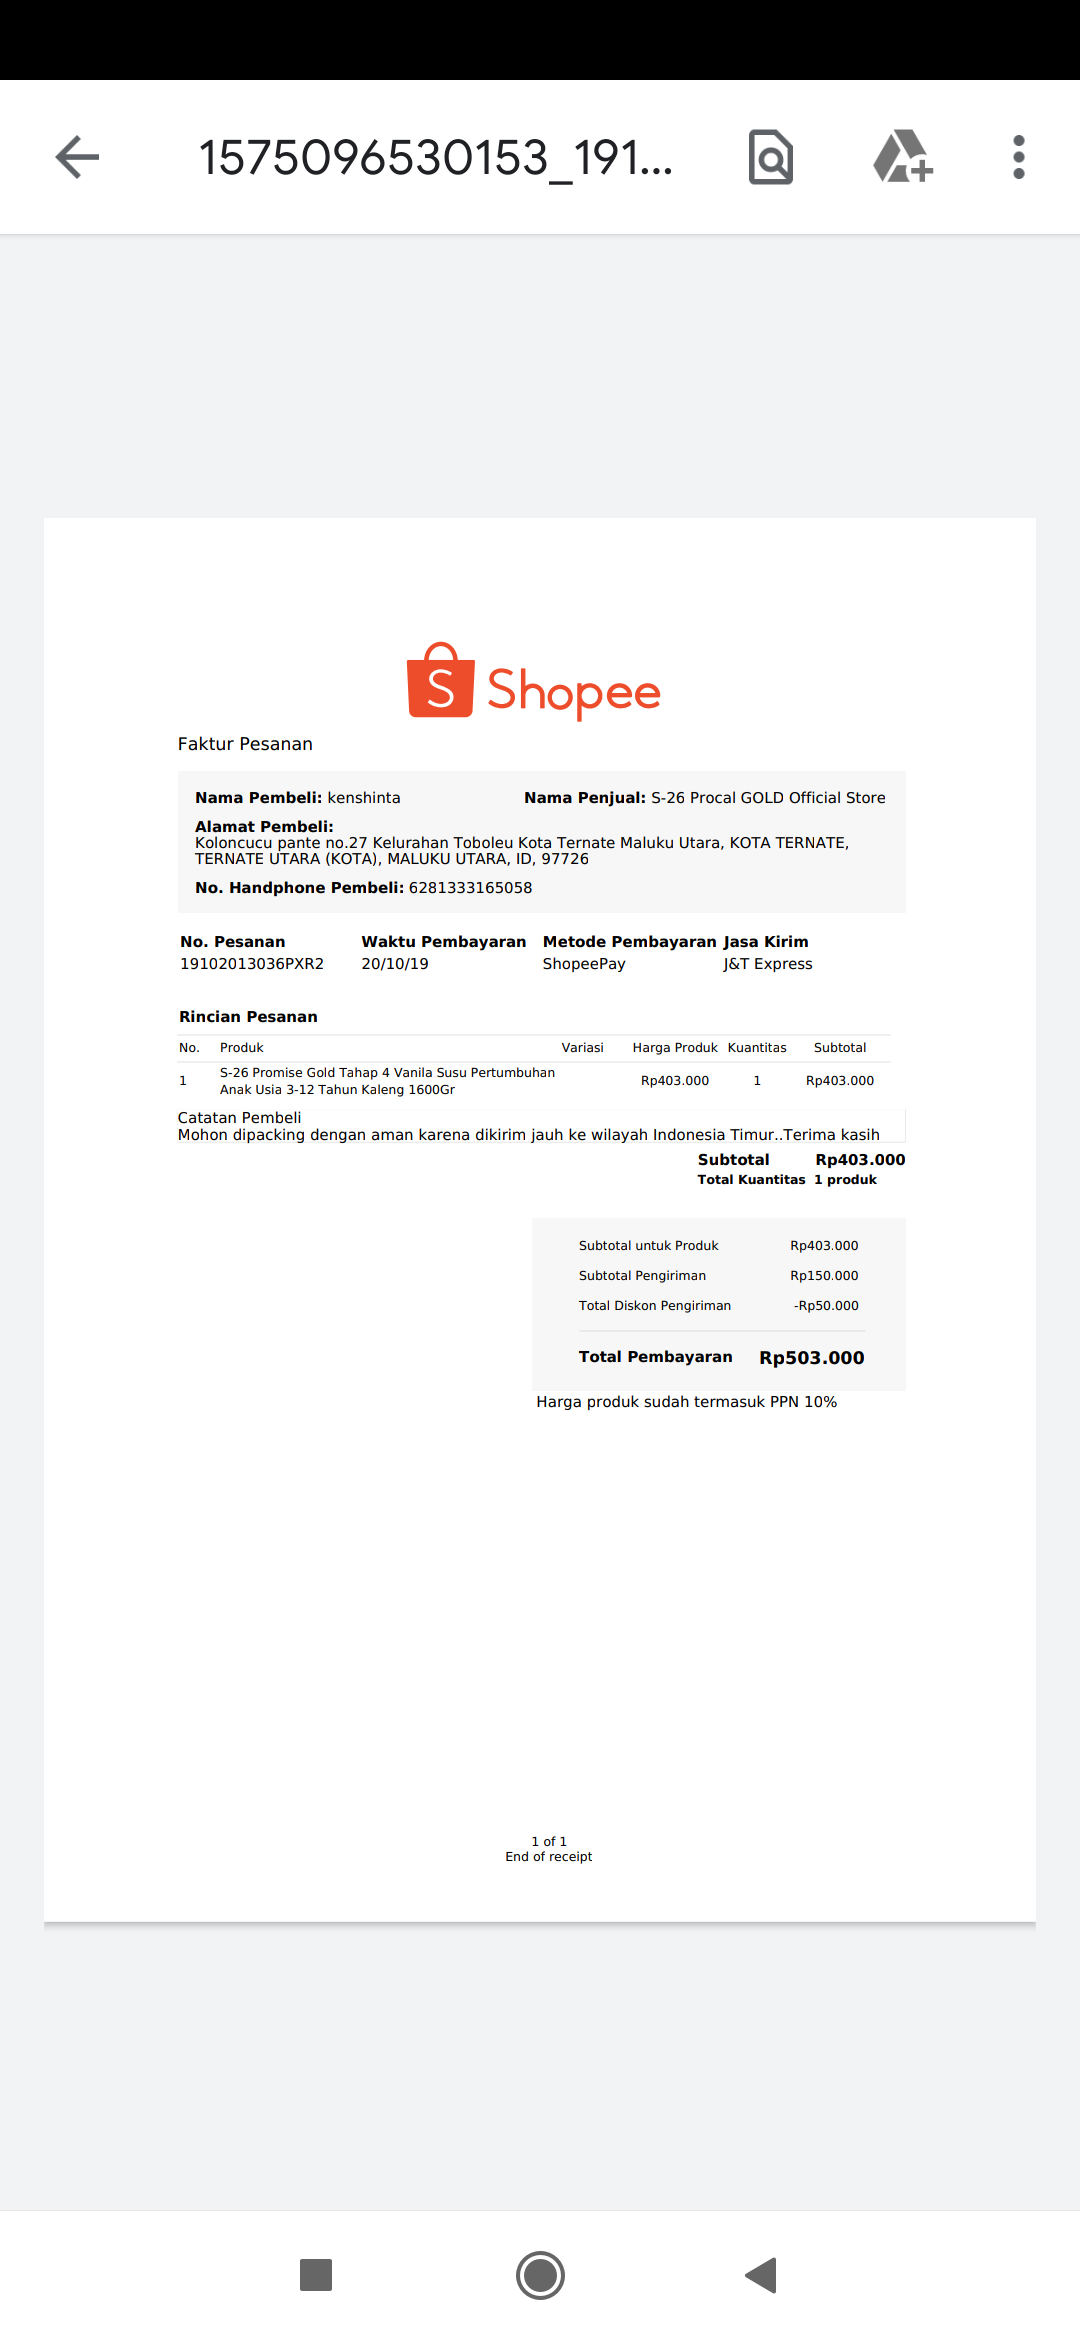 1575096530153_191...
Shopee
Faktur Pesanan
Nama Pembeli: kenshinta Nama Penjual: S-26 Procal GOLD Official Store
Alamat Pembeli:
Koloncucu pante no.27 Kelurahan Toboleu Kota Ternate Maluku Utara, KOTA TERNATE,
TERNATE UTARA (KOTA), MALUKU UTARA, ID, 97726
No. Handphone Pembeli: 6281333165058
No. Pesanan Waktu Pembayaran Metode Pembayaran Jasa Kirim
19102013036PXR2 20/10/19 ShopeePay J&T Express
Rincian Pesanan
No. Produk Variasi Harga Produk Kuantitas Subtotal
1 S-26 Promise Gold Tahap 4 Vanila Susu Pertumbuhan Rp403.000 1 Rp403.000
Anak Usia 3-12 Tahun Kaleng 1600Gr
Catatan Pembeli
Mohon dipacking dengan aman karena dikirim jauh ke wilayah Indonesia Timur..Terima kasih
Subtotal Rp403.000
Total Kuantitas 1 produk
Subtotal untuk Produk Rp403.000
Subtotal Pengiriman Rp150.000
Total Diskon Pengiriman -Rp50.000
Total Pembayaran Rp503.000
Harga produk sudah termasuk PPN 10%
1 of 1
End of receipt